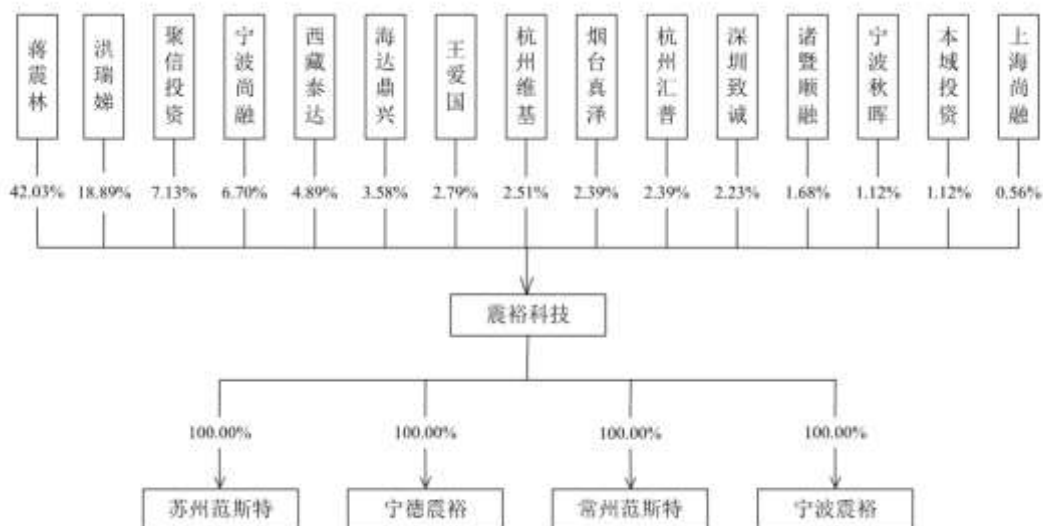 蒋震林
洪瑞娣
聚信投资
宁波尚融
西藏泰达
海达鼎兴
王爱国
杭州维基
烟台真泽
杭州汇普
深圳致诚
诸暨顺融
宁波秋晖
本域投资
上海尚融
42.03% 18.89% 7.13% 6.70% 4.89% 3.58% 2.79% 2.51% 2.39% 2.39% 2.23% 1.68% 1.12% 1.12% 0.56%
震裕科技
100.00% 100.00% 100.00% 100.00%
苏州范斯特 宁德震裕 常州范斯特 宁波震裕